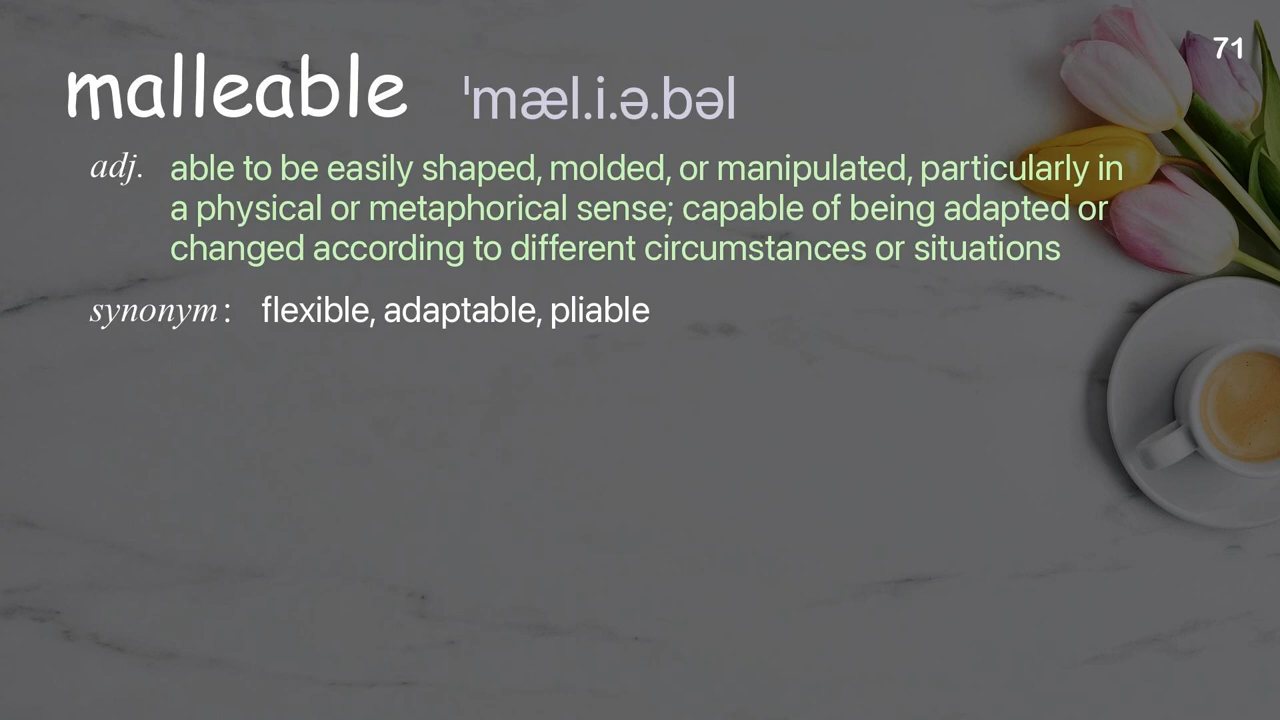 71
malleable ˈmæl.i.ə.bəl
adj. able to be easily shaped, molded, or manipulated, particularly in
a physical or metaphorical sense; capable of being adapted or
changed according to different circumstances or situations
synonym: flexible, adaptable, pliable